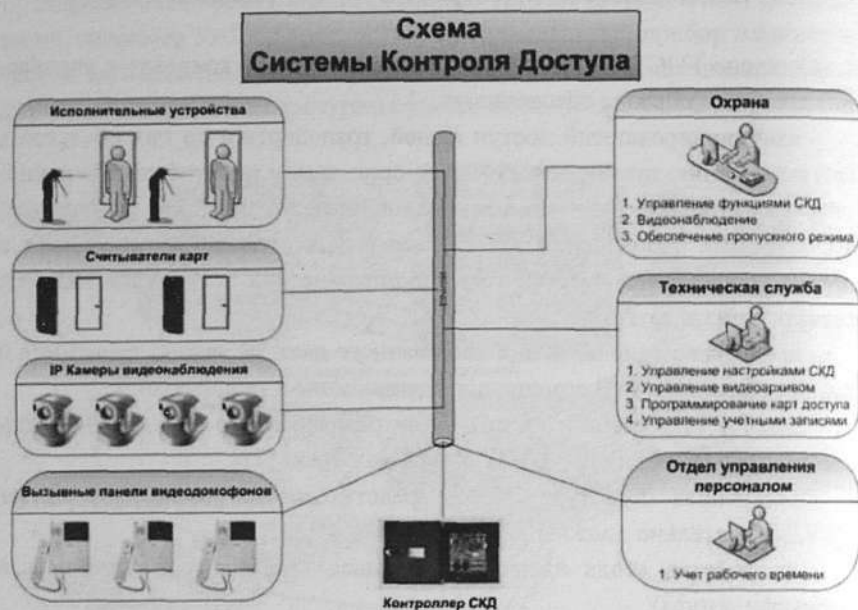 Схема
Системы Контроля Доступа
Исполнительные устройства
Считыватели карт
IP Камеры видеонаблюдения
Вызывные панели видеодомофонов
Контроллер СКД
Охрана
1. Управление функциями СКД
2. Видеонаблюдение
3. Обеспечение пропускного режима
Техническая служба
1. Управление настройками СКД
2. Управление видеоархивом
3. Программирование карт доступа
4. Управление учетными записями
Отдел управления
персоналом
1. Учет рабочего времени